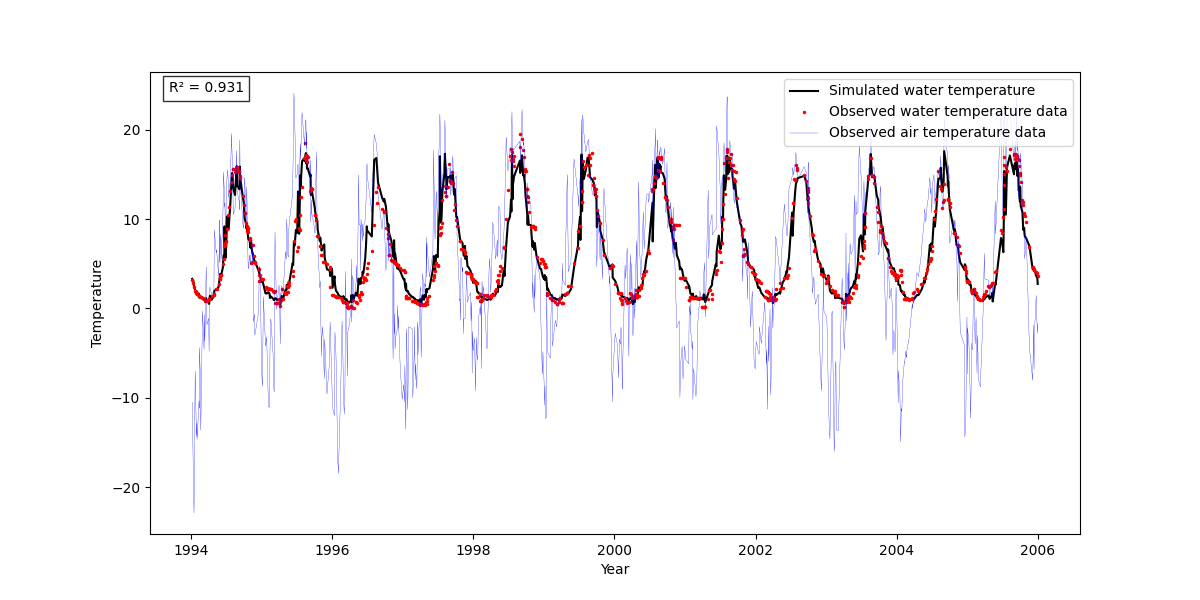 R² = 0.931
Simulated water temperature
Observed water temperature data
Observed air temperature data
Temperature
20
10
0
−10
−20
1994
1996
1998
2000
2002
2004
2006
Year